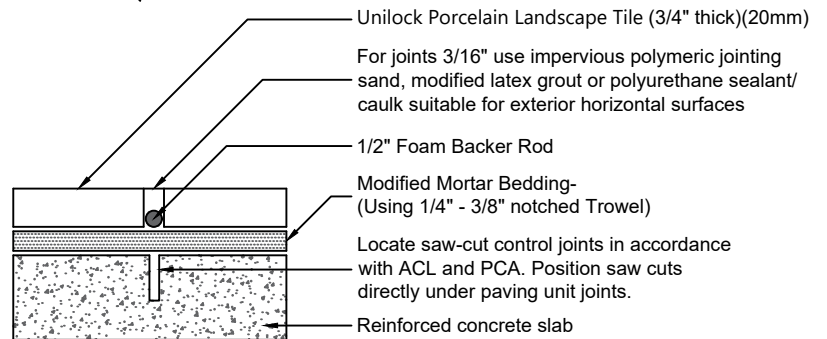 Unilock Porcelain Landscape Tile (3/4" thick)(20mm)
For joints 3/16" use impervious polymeric jointing
sand, modified latex grout or polyurethane sealant/
caulk suitable for exterior horizontal surfaces
1/2" Foam Backer Rod
Modified Mortar Bedding-
(Using 1/4" - 3/8" notched Trowel)
Locate saw-cut control joints in accordance
with ACL and PCA. Position saw cuts
directly under paving unit joints.
Reinforced concrete slab